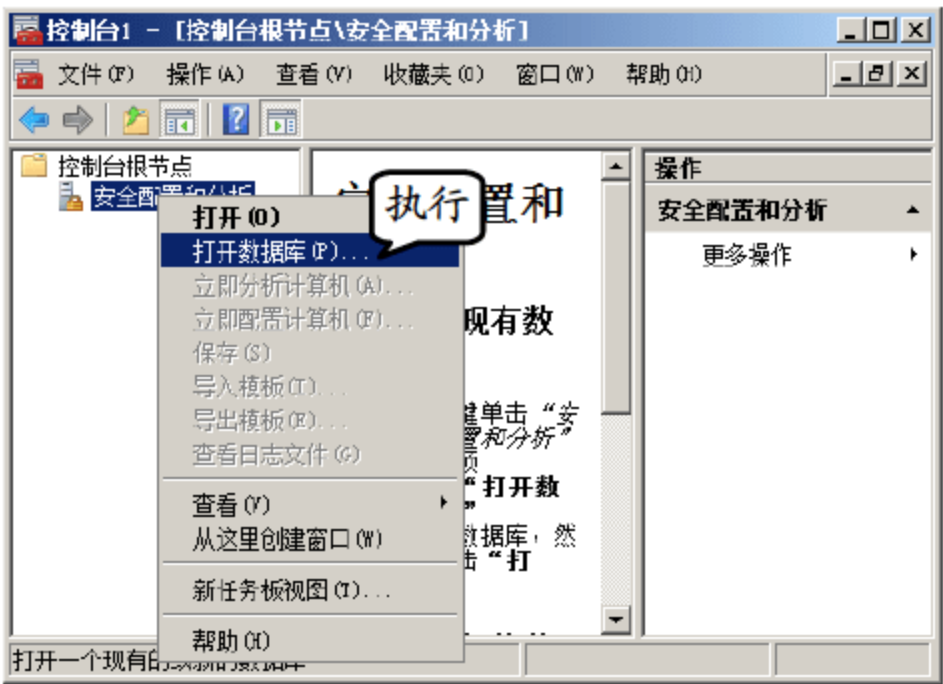 控制台1 - [控制台根节点\安全配置和分析]
文件(F) 操作(A) 查看(V) 收藏夹(O) 窗口(W) 帮助(H)
控制台根节点
安全配置和分析
执行
置和
打开(O)
打开数据库(P)...
立即分析计算机(A)...
立即配置计算机(F)...
保存(S)
导入模板(T)...
导出模板(E)...
查看日志文件(G)
查看(V)
从这里创建窗口(W)
新任务板视图(I)...
帮助(H)
现有数
键单击“安
置和分析”
“打开数
”
数据库，然
击“打
操作
安全配置和分析
更多操作
打开一个现有的或新的数据库